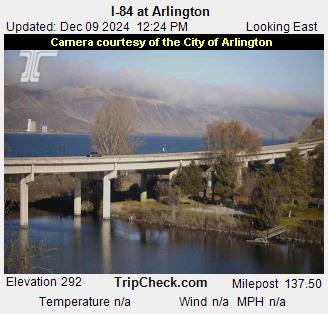 I-84 at Arlington
Updated: Dec 09 2024 12:24 PM Looking East
Camera courtesy of the City of Arlington
Elevation 292 TripCheck.com Milepost 137.50
Temperature n/a Wind n/a MPH n/a